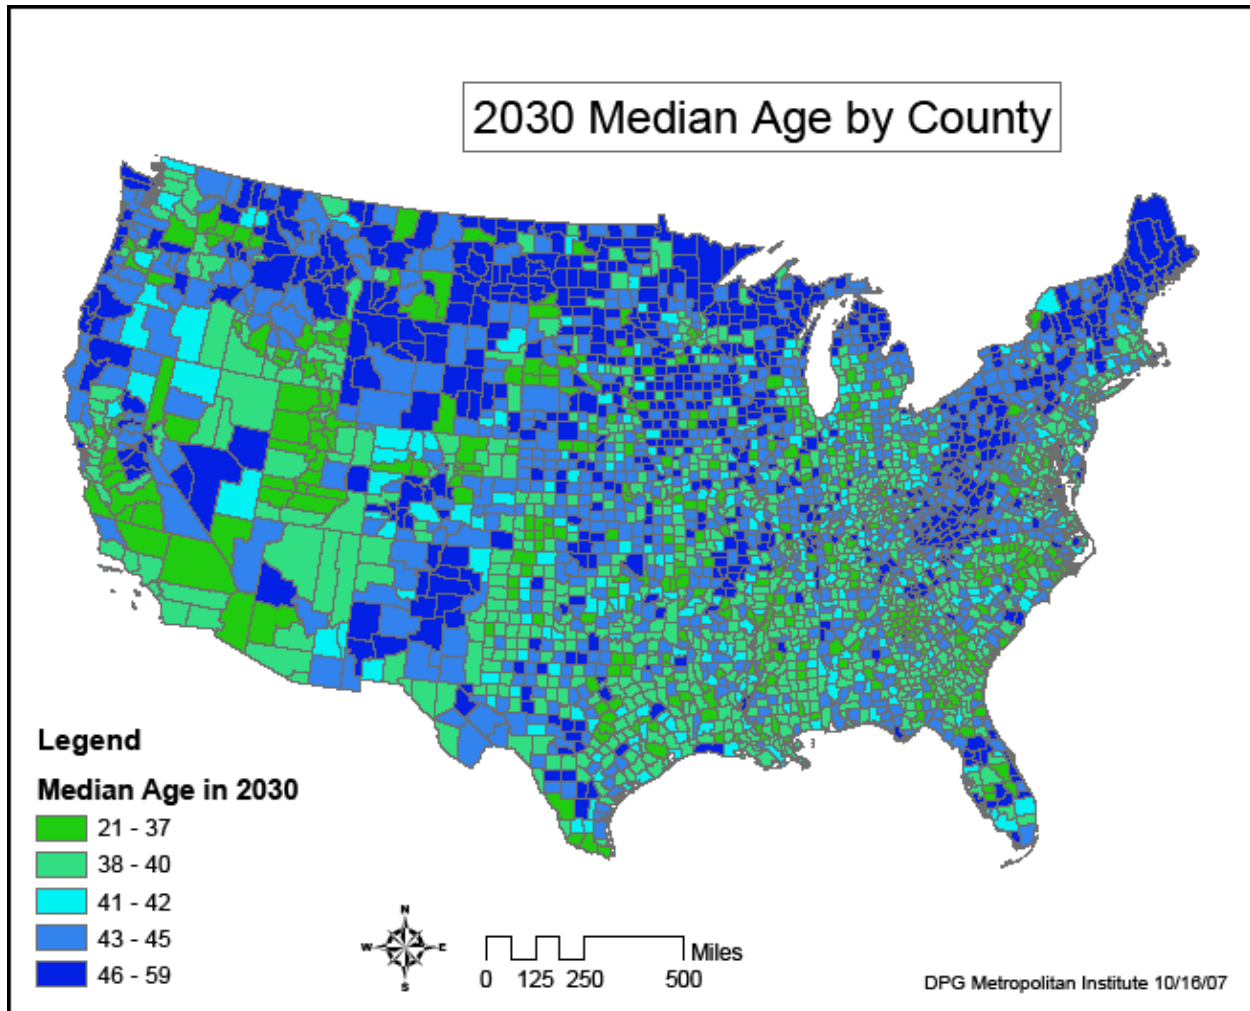 2030 Median Age by County
Legend
Median Age in 2030
21 - 37
38 - 40
41 - 42
43 - 45
46 - 59
N
W E
S
Miles
0 125 250 500
DPG Metropolitan Institute 10/16/07